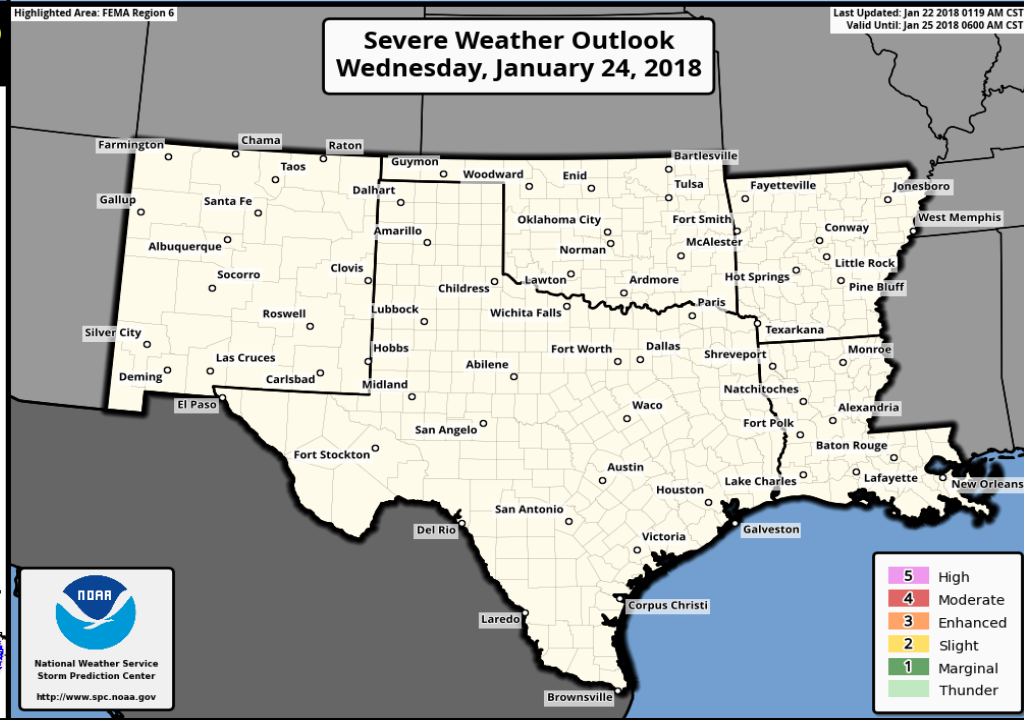 Highlighted Area: FEMA Region 6
Last Updated: Jan 22 2018 0119 AM CST
Valid Until: Jan 25 2018 0600 AM CST
Severe Weather Outlook
Wednesday, January 24, 2018
Farmington
Chama
Raton
Guymon
Bartlesville
Taos
Woodward
Enid
Tulsa
Fayetteville
Jonesboro
Gallup
Santa Fe
Dalhart
Oklahoma City
Fort Smith
West Memphis
Albuquerque
Amarillo
Norman
McAlester
Conway
Socorro
Clovis
Childress
Lawton
Ardmore
Hot Springs
Little Rock
Pine Bluff
Roswell
Lubbock
Wichita Falls
Paris
Texarkana
Silver City
Las Cruces
Hobbs
Abilene
Fort Worth
Dallas
Shreveport
Monroe
Deming
Carlsbad
Midland
Natchitoches
El Paso
Waco
Alexandria
San Angelo
Fort Polk
Fort Stockton
Baton Rouge
Austin
Houston
Lake Charles
Lafayette
New Orleans
San Antonio
Del Rio
Victoria
Galveston
Laredo
Corpus Christi
Brownsville
NOAA
National Weather Service
Storm Prediction Center
http://www.spc.noaa.gov
5 High
4 Moderate
3 Enhanced
2 Slight
1 Marginal
Thunder